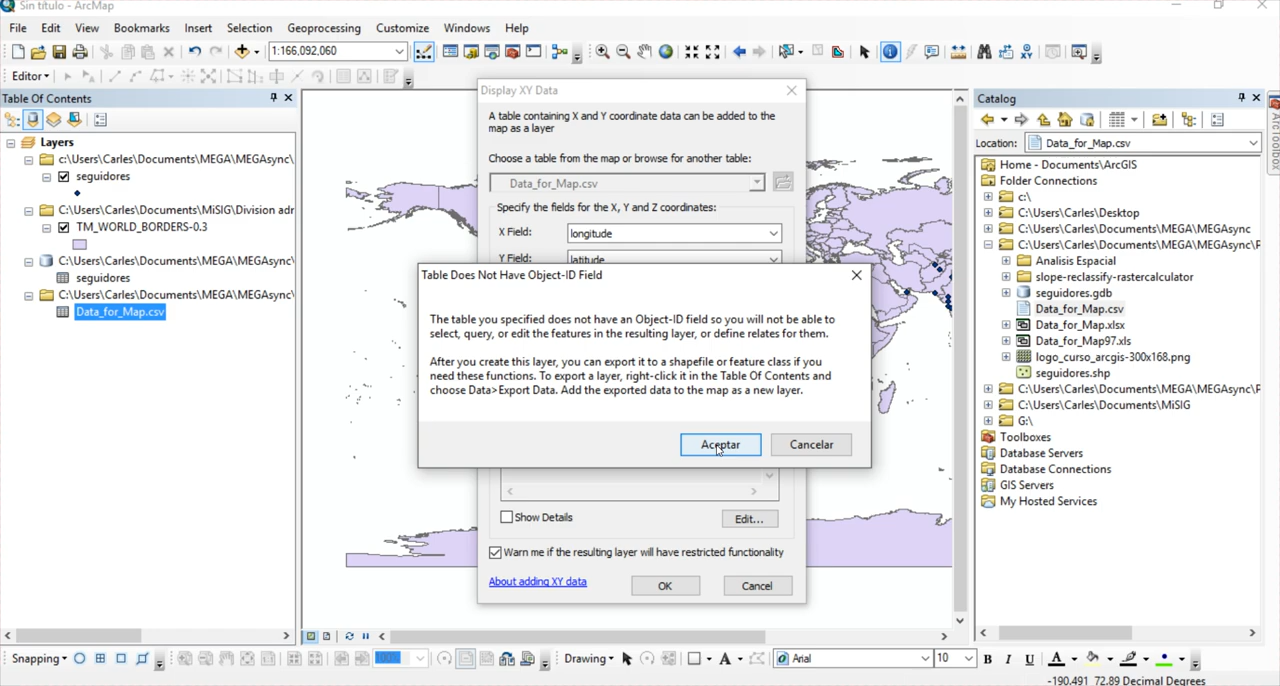 Sin título - ArcMap
File Edit View Bookmarks Insert Selection Geoprocessing Customize Windows Help
1:166,092,060
Editor
Table Of Contents
Layers
c:\Users\Carles\Documents\MEGA\MEGAsync\
seguidores
C:\Users\Carles\Documents\MiSIG\Division adr
TM_WORLD_BORDERS-0.3
C:\Users\Carles\Documents\MEGA\MEGAsync\
seguidores
C:\Users\Carles\Documents\MEGA\MEGAsync\
Data_for_Map.csv
Display XY Data
A table containing X and Y coordinate data can be added to the
map as a layer
Choose a table from the map or browse for another table:
Data_for_Map.csv
Specify the fields for the X, Y and Z coordinates:
X Field: longitude
Y Field: latitude
Table Does Not Have Object-ID Field
The table you specified does not have an Object-ID field so you will not be able to
select, query, or edit the features in the resulting layer, or define relates for them.
After you create this layer, you can export it to a shapefile or feature class if you
need these functions. To export a layer, right-click it in the Table Of Contents and
choose Data>Export Data. Add the exported data to the map as a new layer.
Aceptar Cancelar
Show Details Edit...
Warn me if the resulting layer will have restricted functionality
About adding XY data OK Cancel
Catalog
Location: Data_for_Map.csv
Home - Documents\ArcGIS
Folder Connections
c:\
C:\Users\Carles\Desktop
C:\Users\Carles\Documents\MEGA\MEGAsync
C:\Users\Carles\Documents\MEGA\MEGAsync\F
Analisis Espacial
slope-reclassify-rastercalculator
seguidores.gdb
Data_for_Map.csv
Data_for_Map.xlsx
Data_for_Map97.xls
logo_curso_arcgis-300x168.png
seguidores.shp
C:\Users\Carles\Documents\MEGA\MEGAsync\F
C:\Users\Carles\Documents\MiSIG
G:\
Toolboxes
Database Servers
Database Connections
GIS Servers
My Hosted Services
ArcToolbox
Snapping 100% Drawing A Arial 10 B I U A
-190.491 72.89 Decimal Degrees